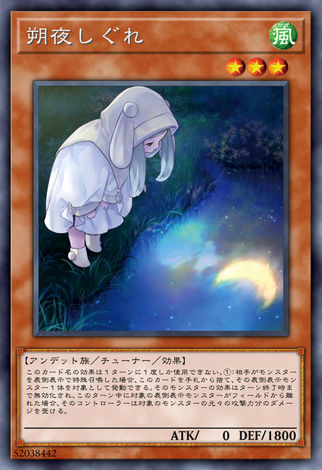 朔夜しぐれ
風
【アンデット族／チューナー／効果】
このカード名の効果は１ターンに１度しか使用できない。①：相手がモンスター
を表側表示で特殊召喚した場合、このカードを手札から捨て、その表側表示モン
スター１体を対象として発動できる。そのモンスターの効果はターン終了時ま
で無効化され、このターン中に対象の表側表示モンスターがフィールドから離
れた場合、そのコントローラーは対象のモンスターの元々の攻撃力分のダメー
ジを受ける。
ATK/ 0 DEF/1800
52038442